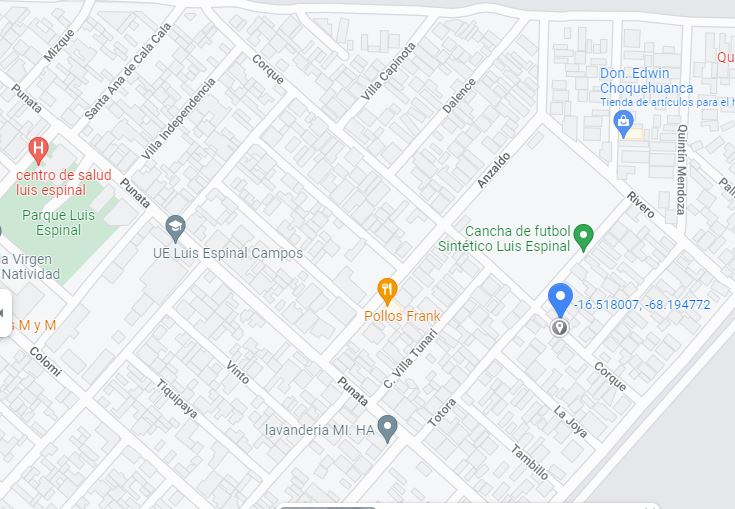 Mizque
Santa Ana de Cala Cala
Corque
Villa Capinota
Dalence
Don. Edwin
Choquehuanca
Tienda de articulos para el h
Qu
Punata
Villa Independencia
Anzaldo
Quintín Mendoza
centro de salud
luis espinal
Punata
Rivero
Palm
Parque Luis
Espinal
UE Luis Espinal Campos
Cancha de futbol
Sintético Luis Espinal
a Virgen
Natividad
-16.518007, -68.194772
s M y M
Pollos Frank
C. Villa Tunari
Colomi
Vinto
Punata
Corque
Tiquipaya
Totora
La Joya
lavanderia MI. HA
Tambillo